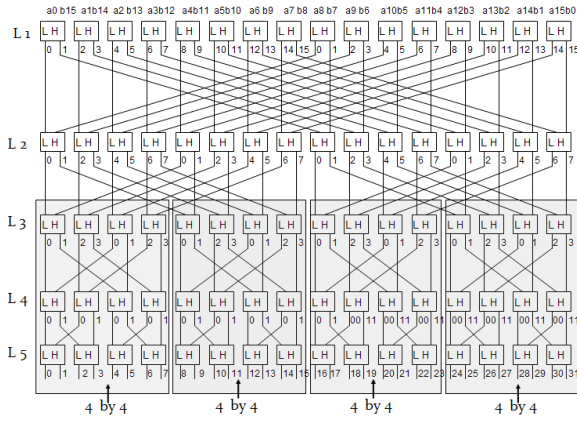 a0 b15 a1b14 a2 b13 a3b12 a4b11 a5b10 a6 b9 a7 b8 a8 b7 a9 b6 a10b5 a11b4 a12b3 a13b2 a14b1 a15b0
L1 L H L H L H L H L H L H L H L H L H L H L H L H L H L H L H L H
0 1 2 3 4 5 6 7 8 9 10 11 12 13 14 15 0 1 2 3 4 5 6 7 8 9 10 11 12 13 14 15
L 2 L H L H L H L H L H L H L H L H L H L H L H L H L H L H L H L H
0 1 2 3 4 5 6 7 0 1 2 3 4 5 6 7 0 1 2 3 4 5 6 7 0 1 2 3 4 5 6 7
L 3 L H L H L H L H L H L H L H L H L H L H L H L H L H L H L H L H
0 1 2 3 0 1 2 3 0 1 2 3 0 1 2 3 0 1 2 3 0 1 2 3 0 1 2 3 0 1 2 3
L 4 L H L H L H L H L H L H L H L H L H L H L H L H L H L H L H L H
0 1 0 1 0 1 0 1 0 1 0 1 0 1 0 1 0 1 00 11 00 11 00 11 00 11 00 11 00 11 00 11
L 5 L H L H L H L H L H L H L H L H L H L H L H L H L H L H L H L H
0 1 2 3 4 5 6 7 8 9 10 11 12 13 14 15 16 17 18 19 20 21 22 23 24 25 26 27 28 29 30 31
4 by 4 4 by 4 4 by 4 4 by 4